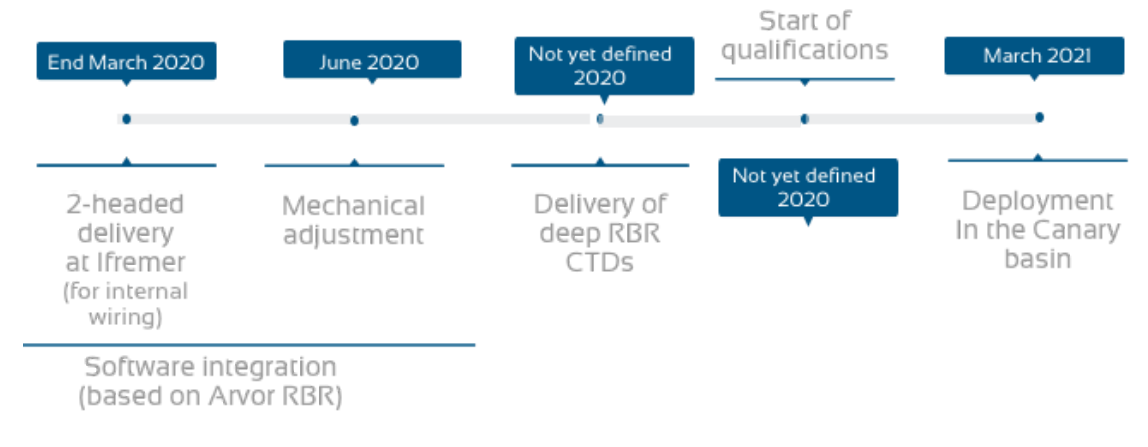 Start of
qualifications
End March 2020
June 2020
Not yet defined
2020
March 2021
2-headed
delivery
at Ifremer
(for internal
wiring)
Mechanical
adjustment
Delivery of
deep RBR
CTDs
Not yet defined
2020
Deployment
In the Canary
basin
Software integration
(based on Arvor RBR)